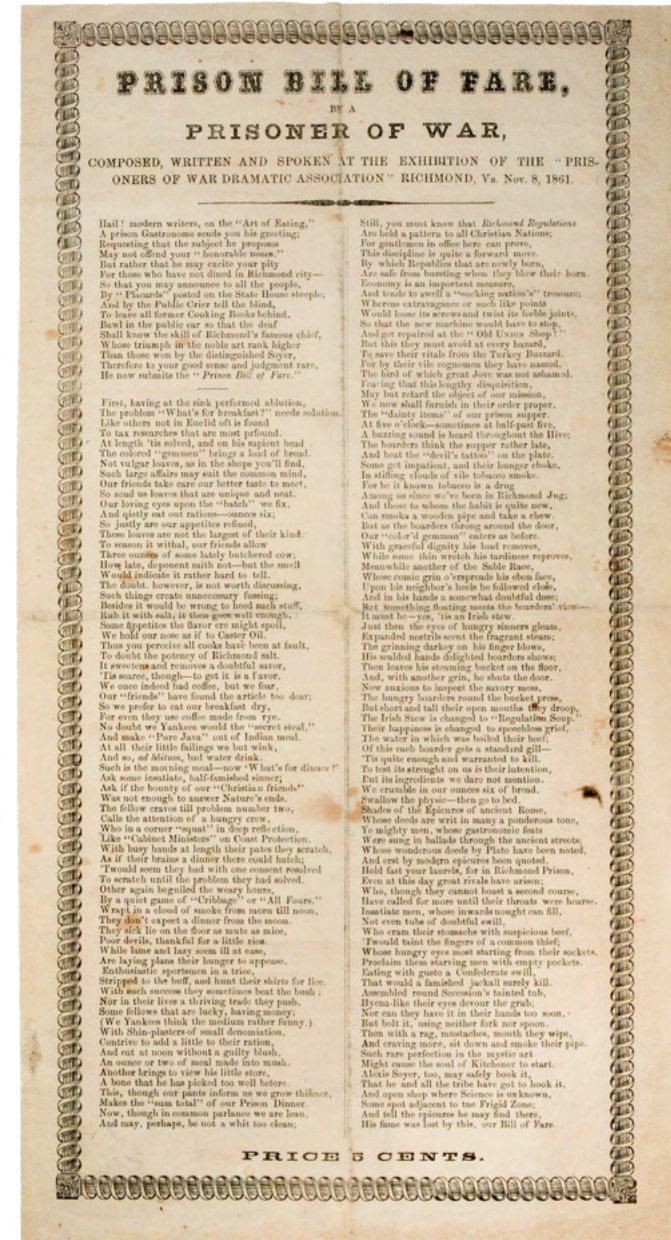 PRISON BILL OF FARE,
BY A
PRISONER OF WAR,
COMPOSED, WRITTEN AND SPOKEN AT THE EXHIBITION OF THE "PRIS-
ONERS OF WAR DRAMATIC ASSOCIATION" RICHMOND, Va. Nov. 8, 1861.
Hail! modern writers, on the "Art of Eating,"
A prison Gastronome sends you his greeting;
Requesting that the subject he proposes
May not offend your "honorable noses."
But rather that he may excite your pity
For those who have not dined in Richmond city—
So that you may announce to all the people,
By "Placards" posted on the State House steeple;
And by the Public Crier tell the blind,
To leave all former Cooking Books behind.
Bawl in the public ear so that the deaf
Shall know the skill of Richmond's famous chief,
Whose triumph in the noble art rank higher
Than those won by the distinguished Soyer,
Therefore to your good sense and judgment rare,
He now submits the "Prison Bill of Fare."
First, having at the sink performed ablution,
The problem "What's for breakfast?" needs solution.
Like others not in Euclid oft is found
To tax researches that are most prfound.
At length 'tis solved, and on his sapient head
The colored "gemmen" brings a load of bread.
Not vulgar loaves, as in the shops you'll find,
Such large affairs may suit the common mind,
Our friends take care our better taste to meet,
So send us loaves that are unique and neat.
Our loving eyes upon the "batch" we fix,
And qistly eat out rations—ounces six;
So justly are our appetites refined,
These loaves are not the largest of their kind.
To season it withal, our friends allow
Three ounces of some lately butchered cow;
How late, deponent saith not—but the smell
Would indicate it rather hard to tell.
The doubt, however, is not worth discussing,
Such things create unnecessary fussing;
Besides it would be wrong to heed such stuff,
Rub it with salt, it then goes well enough.
Some appetites the flavor ere might spoil,
We hold our nose as if to Castor Oil.
Thus you perceive all cooks have been at fault,
To doubt the potency of Richmond salt.
It sweetens and removes a doubtful savor,
'Tis scarce, though—to get it is a favor.
We once indeed had coffee, but we fear,
Our "friends" have found the article too dear;
So we prefer to eat our breakfast dry,
For even they use coffee made from rye.
No doubt we Yankees would the "secret steal,"
And make "Pure Java" out of Indian meal.
At all their little failings we but wink,
And so, ad libitum, bad water drink.
Such is the morning meal—now "What's for dinner?"
Ask some insatiate, half-famished sinner;
Ask if the bounty of our "Christian friends"
Was not enough to answer Nature's ends.
The fellow craves till problem number two,
Calls the attention of a hungry crew,
Who in a corner "squat" in deep reflection,
Like "Cabinet Ministers" on Coast Protection.
With busy hands at length their pates they scratch,
As if their brains a dinner there could hatch;
'Twould seem they had with one consent resolved
To scratch until the problem they had solved.
Other again beguiled the weary hours,
By a quiet game of "Cribbage" or "All Fours."
Wrapt in a cloud of smoke from morn till noon,
They don't expect a dinner from the moon.
They sick lie on the floor as mute as mice,
Poor devils, thankful for a little rice.
While lame and lazy seem ill at ease,
Are laying plans their hunger to appease.
Enthusiastic sportsmen in a trice,
Stripped to the buff, and hunt their shirts for lice.
With such success they sometimes beat the bush;
Nor in their lives a thriving trade they push.
Some fellows that are lucky, having money;
(We Yankees think the medium rather funny.)
With Shin-plasters of small denomiation,
Contrive to add a little to their ration,
And eat at noon without a guilty blush,
An ounce or two of meal made into mush.
Another brings to view his little store,
A bone that he has picked too well before.
This, though our pants inform us we grow thinner,
Makes the "sum total" of our Prison Dinner.
Now, though in common parlance we are lean,
And may, perhaps, be not a whit too clean;
Still, you must know that Richmond Regulations
Are held a pattern to all Christian Nations;
For gentlemen in office here can prove,
This discipline is quite a forward move.
By which Republics that are newly born,
Are safe from bursting when they blow their horn.
Economy is an important measure,
And tends to swell a "sucking nation's" treasure;
Whereas extravagance or such like points
Would loose its screws and twist its feeble joints,
So that the new machine would have to stop,
And get repaired at the "Old Union Shop!"
But this they must avoid at every hazard,
To save their vitals from the Turkey Buzzard.
For by their vile cognomen they have named,
The bird of which great Jove was not ashamed.
Fearing that this lengthy disquisition,
May but retard the object of our mission,
We now shall furnish in their order proper,
The "dainty items" of our prison supper.
At five o'clock—sometimes at half-past five,
A buzzing sound is heard throughout the Hive;
The boarders think the supper rather late,
And beat the "devil's tattoo" on the plate.
Some get impatient, and their hunger choke,
In stifling clouds of vile tobacco smoke.
For be it known tobacco is a drug
Among us since we've been in Richmond Jug;
And those to whom the habit is quite new,
Can smoke a wooden pipe and take a chew.
But as the boarders throng around the door,
Our "color'd gemman" enters as before.
With graceful dignity his load removes,
While some thin wretch his tardiness reproves,
Meanwhile another of the Sable Race,
Whose comic grin o'erspreads his ebon face,
Upon his neighbor's heels he followed close,
And in his hands a somewhat doubtful dose;
But something floating meets the boarders' view—
It must be—yes, 'tis an Irish stew.
Just then the eyes of hungry sinners gleam,
Expanded nostrils scent the fragrant steam;
The grinning darkey on his finger blows,
His scalded hands delighted boarders shows;
Then leaves his steaming bucket on the floor,
And, with another grin, he shuts the door.
Now anxious to inspect the savory mess,
The hungry boarders round the bucket press,
But short and tall their open mouths they droop,
The Irish Stew is changed to "Regulation Soup."
Their happiness is changed to speechless grief,
The water in which was boiled their beef;
Of this each boarder gets a standard gill—
'Tis quite enough and warranted to kill.
To test its strenght on us is their intention,
But its ingredients we dare not mention.
We crumble in our ounces six of bread.
Swallow the physic—then go to bed.
Shades of the Epicures of ancient Rome,
Whose deeds are writ in many a ponderous tone,
Ye mighty men, whose gastronomic feats
Were sung in ballads through the ancient streets;
Whose wonderous deeds by Plato have been noted,
And erst by modern epicures been quoted.
Hold fast your laurels, for in Richmond Prison,
Even at this day great rivals have arisen;
Who, though they cannot boast a second course,
Have called for more until their throats were hoarse.
Insatiate men, whose inwards nought can fill,
Not even tubs of doubtful swill,
Who cram their stomachs with suspicious beef,
'Twould taint the fingers of a common thief;
Whose hungry eyes most starting from their sockets,
Proclaim them starving men with empty pockets.
Eating with gusto a Confederate swill,
That would a famished jackall surely kill.
Assembled round Secession's tainted tub,
Hyena-like their eyes devour the grub;
Nor can they have it in their hands too soon,
But bolt it, using neither fork nor spoon.
Then with a rag, mustaches, mouth they wipe,
And craving more, sit down and smoke their pipe.
Such rare perfection in the mystic art
Might cause the soul of Kitchener to start.
Alexis Soyer, too, may safely book it,
That he and all the tribe have got to hook it,
And open shop where Science is unknown,
Some spot adjacent to the Frigid Zone;
And tell the epicures he may find there,
His fame was lost by this, our Bill of Fare.
PRICE 5 CENTS.